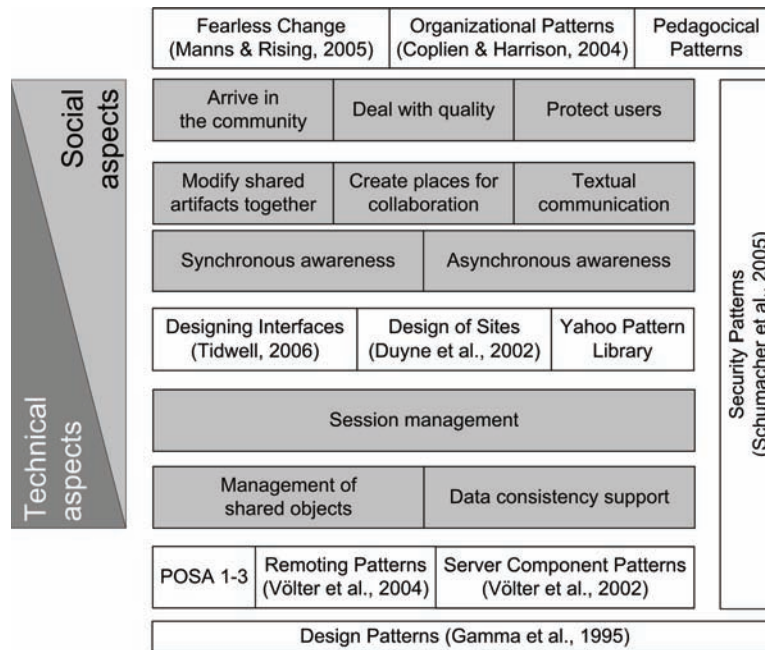 Fearless Change
(Manns & Rising, 2005)
Organizational Patterns
(Coplien & Harrison, 2004)
Pedagocical
Patterns
Social
aspects
Technical
aspects
Arrive in
the community
Deal with quality
Protect users
Modify shared
artifacts together
Create places for
collaboration
Textual
communication
Synchronous awareness
Asynchronous awareness
Designing Interfaces
(Tidwell, 2006)
Design of Sites
(Duyne et al., 2002)
Yahoo Pattern
Library
Session management
Management of
shared objects
Data consistency support
POSA 1-3
Remoting Patterns
(Völter et al., 2004)
Server Component Patterns
(Völter et al., 2002)
Security Patterns
(Schumacher et al., 2005)
Design Patterns (Gamma et al., 1995)